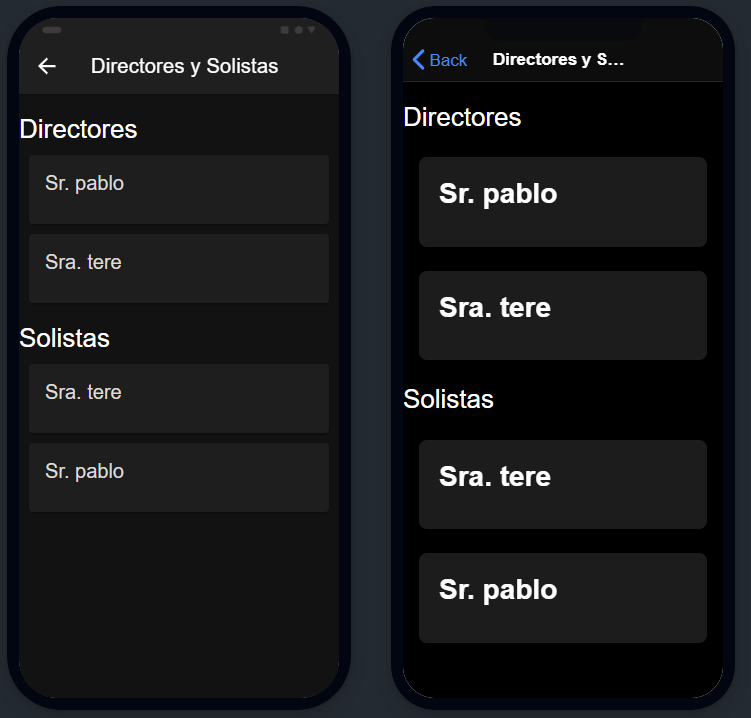 Directores y Solistas
Directores
Sr. pablo
Sra. tere
Solistas
Sra. tere
Sr. pablo
Back
Directores y S...
Directores
Sr. pablo
Sra. tere
Solistas
Sra. tere
Sr. pablo